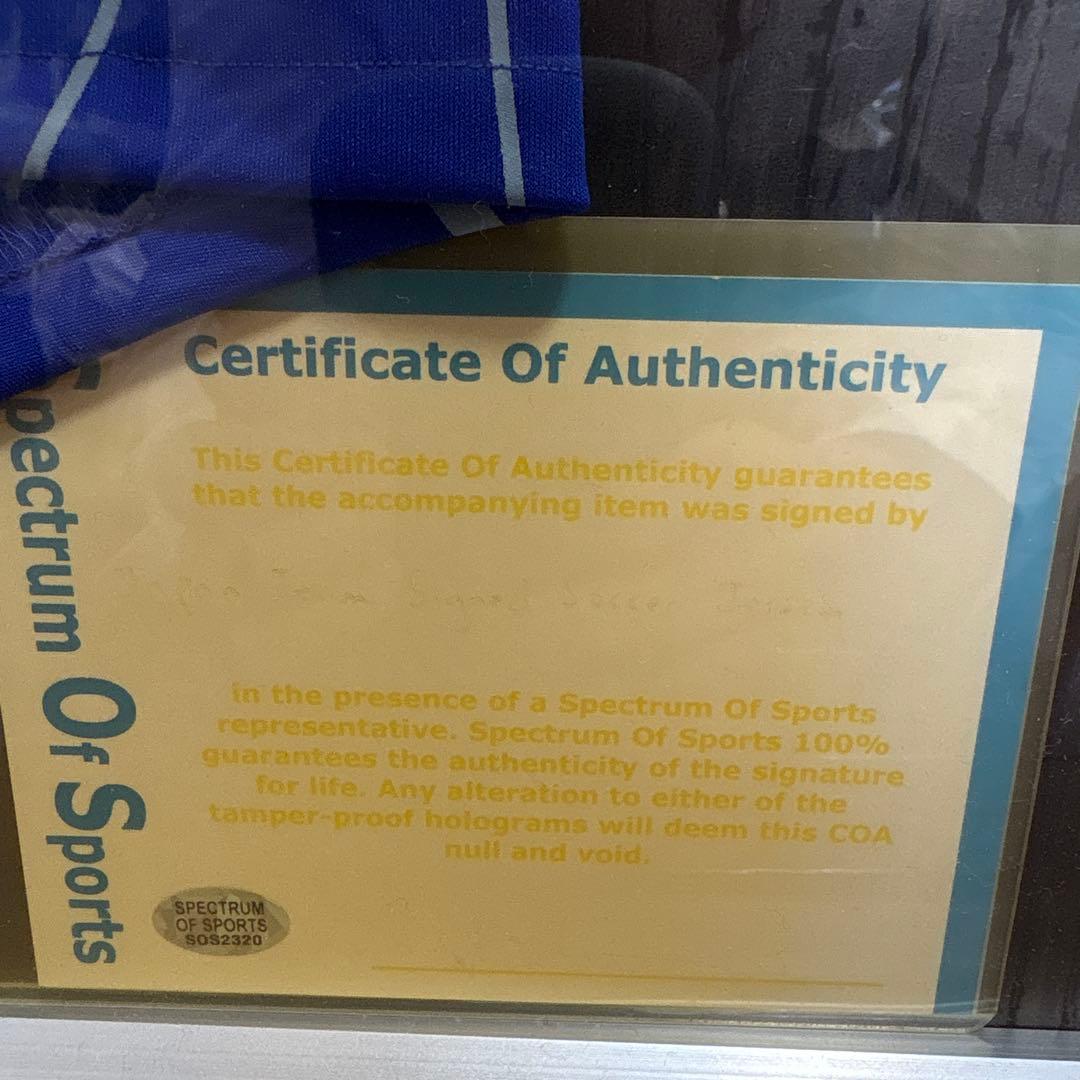 Certificate Of Authenticity
This Certificate Of Authenticity guarantees
that the accompanying item was signed by
Signed Soccer
in the presence of a Spectrum Of Sports
representative. Spectrum Of Sports 100%
guarantees the authenticity of the signature
for life. Any alteration to either of the
tamper-proof holograms will deem this COA
null and void.
Spectrum Of Sports
SPECTRUM
OF SPORTS
SOS2320